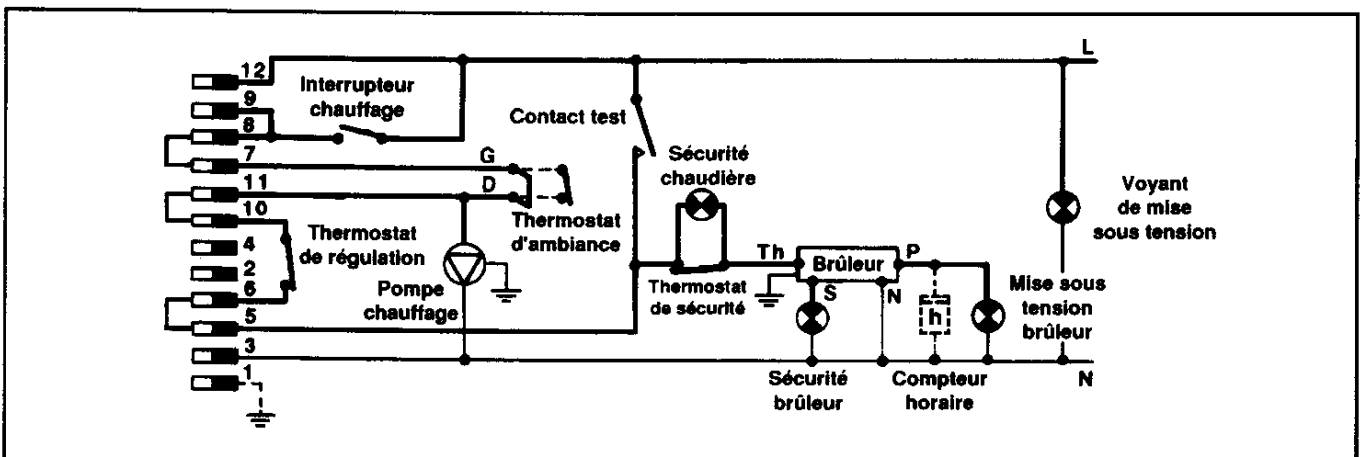 L
12
Interrupteur
chauffage
9
8
Contact test
7
G
Sécurité
chaudière
11
D
Thermostat
d'ambiance
Voyant
de mise
sous tension
10
Thermostat
de régulation
4
2
Pompe
chauffage
Th
Brûleur
P
Thermostat
de sécurité
S
N
h
Mise sous
tension
brûleur
6
5
3
N
1
Sécurité
brûleur
Compteur
horaire